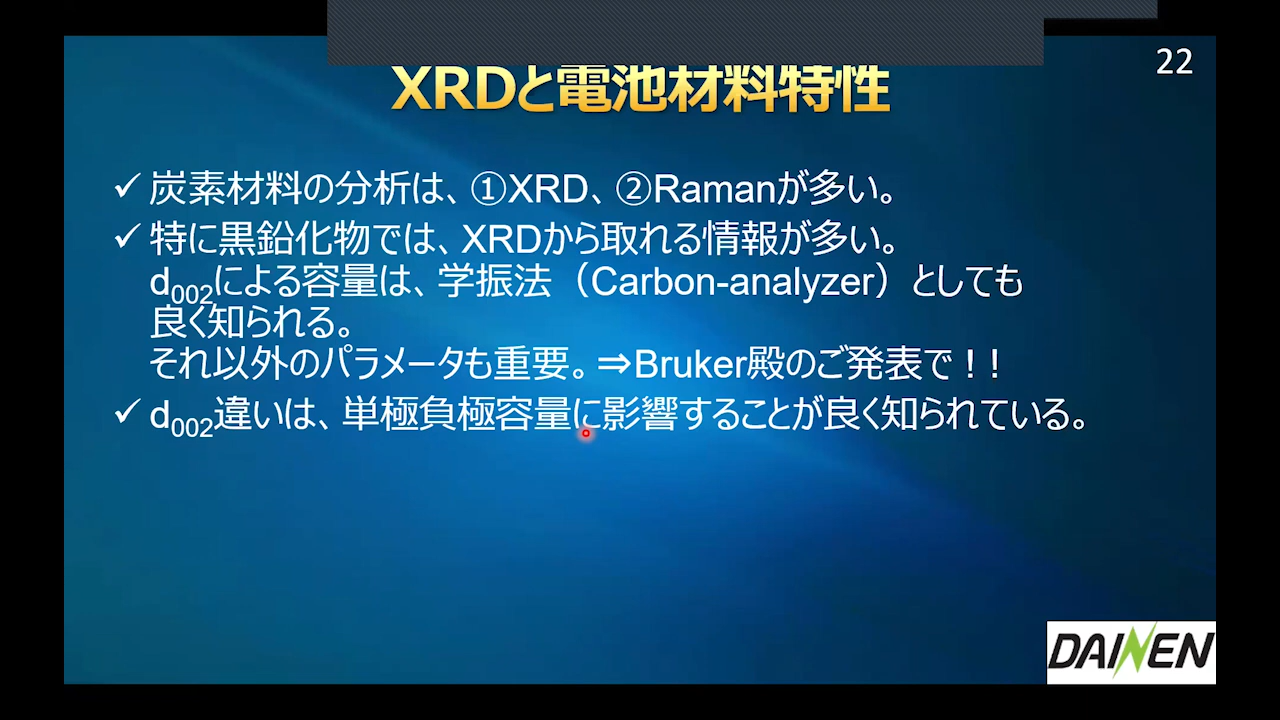 22
XRDと電池材料特性
✓ 炭素材料の分析は、①XRD、②Ramanが多い。
✓ 特に黒鉛化物では、XRDから取れる情報が多い。
d002による容量は、学振法（Carbon-analyzer）としても
良く知られる。
それ以外のパラメータも重要。⇒Bruker殿のご発表で！！
✓ d002違いは、単極負極容量に影響することが良く知られている。
DAINEN